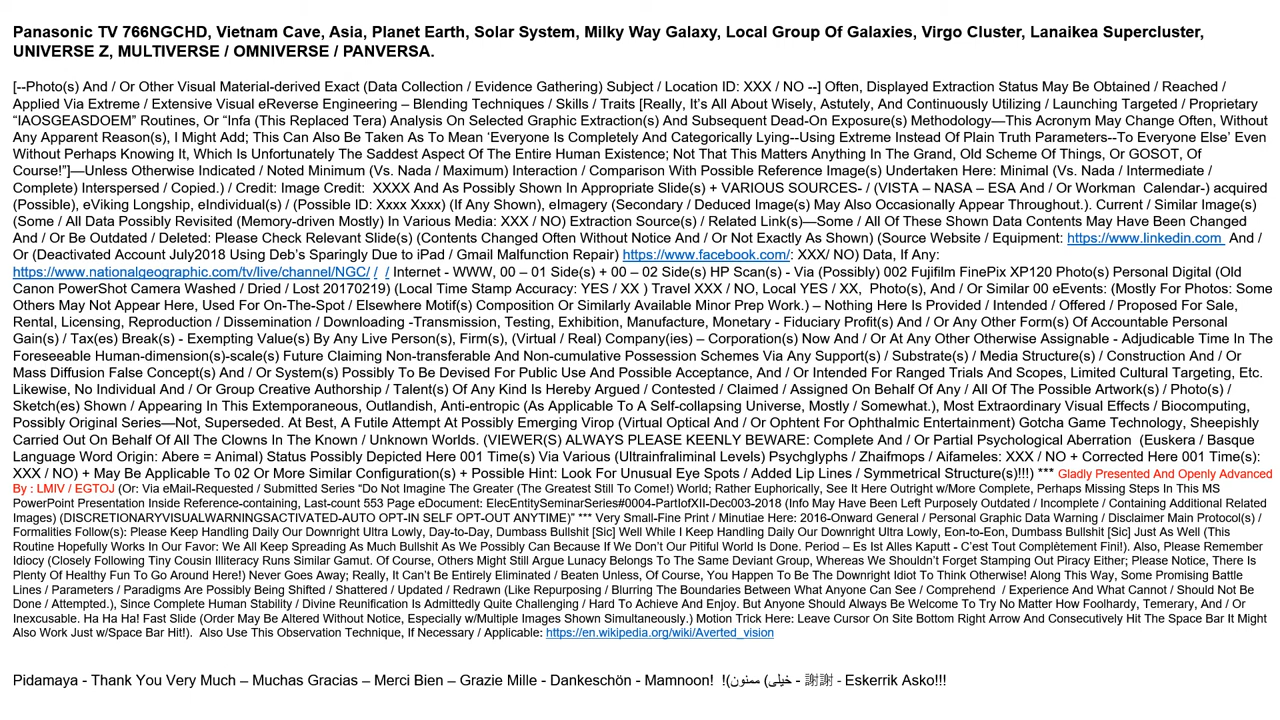 Panasonic TV 766NGCHD, Vietnam Cave, Asia, Planet Earth, Solar System, Milky Way Galaxy, Local Group Of Galaxies, Virgo Cluster, Lanaikea Supercluster,
UNIVERSE Z, MULTIVERSE / OMNIVERSE / PANVERSA.
[--Photo(s) And / Or Other Visual Material-derived Exact (Data Collection / Evidence Gathering) Subject / Location ID: XXX / NO --] Often, Displayed Extraction Status May Be Obtained / Reached /
Applied Via Extreme / Extensive Visual eReverse Engineering – Blending Techniques / Skills / Traits [Really, It’s All About Wisely, Astutely, And Continuously Utilizing / Launching Targeted / Proprietary
“IAOSGEASDOEM” Routines, Or “Infa (This Replaced Tera) Analysis On Selected Graphic Extraction(s) And Subsequent Dead-On Exposure(s) Methodology—This Acronym May Change Often, Without
Any Apparent Reason(s), I Might Add; This Can Also Be Taken As To Mean ‘Everyone Is Completely And Categorically Lying--Using Extreme Instead Of Plain Truth Parameters--To Everyone Else’ Even
Without Perhaps Knowing It, Which Is Unfortunately The Saddest Aspect Of The Entire Human Existence; Not That This Matters Anything In The Grand, Old Scheme Of Things, Or GOSOT, Of
Course!”]—Unless Otherwise Indicated / Noted Minimum (Vs. Nada / Maximum) Interaction / Comparison With Possible Reference Image(s) Undertaken Here: Minimal (Vs. Nada / Intermediate /
Complete) Interspersed / Copied.) / Credit: Image Credit:  XXXX And As Possibly Shown In Appropriate Slide(s) + VARIOUS SOURCES- / (VISTA – NASA – ESA And / Or Workman  Calendar-) acquired
(Possible), eViking Longship, eIndividual(s) / (Possible ID: Xxxx Xxxx) (If Any Shown), eImagery (Secondary / Deduced Image(s) May Also Occasionally Appear Throughout.). Current / Similar Image(s)
(Some / All Data Possibly Revisited (Memory-driven Mostly) In Various Media: XXX / NO) Extraction Source(s) / Related Link(s)—Some / All Of These Shown Data Contents May Have Been Changed
And / Or Be Outdated / Deleted: Please Check Relevant Slide(s) (Contents Changed Often Without Notice And / Or Not Exactly As Shown) (Source Website / Equipment: https://www.linkedin.com  And /
Or (Deactivated Account July2018 Using Deb’s Sparingly Due to iPad / Gmail Malfunction Repair) https://www.facebook.com/: XXX/ NO) Data, If Any:
https://www.nationalgeographic.com/tv/live/channel/NGC/ /  / Internet - WWW, 00 – 01 Side(s) + 00 – 02 Side(s) HP Scan(s) - Via (Possibly) 002 Fujifilm FinePix XP120 Photo(s) Personal Digital (Old
Canon PowerShot Camera Washed / Dried / Lost 20170219) (Local Time Stamp Accuracy: YES / XX ) Travel XXX / NO, Local YES / XX,  Photo(s), And / Or Similar 00 eEvents: (Mostly For Photos: Some
Others May Not Appear Here, Used For On-The-Spot / Elsewhere Motif(s) Composition Or Similarly Available Minor Prep Work.) – Nothing Here Is Provided / Intended / Offered / Proposed For Sale,
Rental, Licensing, Reproduction / Dissemination / Downloading -Transmission, Testing, Exhibition, Manufacture, Monetary - Fiduciary Profit(s) And / Or Any Other Form(s) Of Accountable Personal
Gain(s) / Tax(es) Break(s) - Exempting Value(s) By Any Live Person(s), Firm(s), (Virtual / Real) Company(ies) – Corporation(s) Now And / Or At Any Other Otherwise Assignable - Adjudicable Time In The
Foreseeable Human-dimension(s)-scale(s) Future Claiming Non-transferable And Non-cumulative Possession Schemes Via Any Support(s) / Substrate(s) / Media Structure(s) / Construction And / Or
Mass Diffusion False Concept(s) And / Or System(s) Possibly To Be Devised For Public Use And Possible Acceptance, And / Or Intended For Ranged Trials And Scopes, Limited Cultural Targeting, Etc.
Likewise, No Individual And / Or Group Creative Authorship / Talent(s) Of Any Kind Is Hereby Argued / Contested / Claimed / Assigned On Behalf Of Any / All Of The Possible Artwork(s) / Photo(s) /
Sketch(es) Shown / Appearing In This Extemporaneous, Outlandish, Anti-entropic (As Applicable To A Self-collapsing Universe, Mostly / Somewhat.), Most Extraordinary Visual Effects / Biocomputing,
Possibly Original Series—Not, Superseded. At Best, A Futile Attempt At Possibly Emerging Virop (Virtual Optical And / Or Ophtent For Ophthalmic Entertainment) Gotcha Game Technology, Sheepishly
Carried Out On Behalf Of All The Clowns In The Known / Unknown Worlds. (VIEWER(S) ALWAYS PLEASE KEENLY BEWARE: Complete And / Or Partial Psychological Aberration  (Euskera / Basque
Language Word Origin: Abere = Animal) Status Possibly Depicted Here 001 Time(s) Via Various (Ultrainfraliminal Levels) Psychglyphs / Zhaifmops / Aifameles: XXX / NO + Corrected Here 001 Time(s):
XXX / NO) + May Be Applicable To 02 Or More Similar Configuration(s) + Possible Hint: Look For Unusual Eye Spots / Added Lip Lines / Symmetrical Structure(s)!!!) *** Gladly Presented And Openly Advanced
By : LMIV / EGTOJ (Or: Via eMail-Requested / Submitted Series “Do Not Imagine The Greater (The Greatest Still To Come!) World; Rather Euphorically, See It Here Outright w/More Complete, Perhaps Missing Steps In This MS
PowerPoint Presentation Inside Reference-containing, Last-count 553 Page eDocument: ElecEntitySeminarSeries#0004-PartIofXII-Dec003-2018 (Info May Have Been Left Purposely Outdated / Incomplete / Containing Additional Related
Images) (DISCRETIONARYVISUALWARNINGSACTIVATED-AUTO OPT-IN SELF OPT-OUT ANYTIME)” *** Very Small-Fine Print / Minutiae Here: 2016-Onward General / Personal Graphic Data Warning / Disclaimer Main Protocol(s) /
Formalities Follow(s): Please Keep Handling Daily Our Downright Ultra Lowly, Day-to-Day, Dumbass Bullshit [Sic] Well While I Keep Handling Daily Our Downright Ultra Lowly, Eon-to-Eon, Dumbass Bullshit [Sic] Just As Well (This
Routine Hopefully Works In Our Favor: We All Keep Spreading As Much Bullshit As We Possibly Can Because If We Don’t Our Pitiful World Is Done. Period – Es Ist Alles Kaputt - C’est Tout Complètement Fini!). Also, Please Remember
Idiocy (Closely Following Tiny Cousin Illiteracy Runs Similar Gamut. Of Course, Others Might Still Argue Lunacy Belongs To The Same Deviant Group, Whereas We Shouldn’t Forget Stamping Out Piracy Either; Please Notice, There Is
Plenty Of Healthy Fun To Go Around Here!) Never Goes Away; Really, It Can’t Be Entirely Eliminated / Beaten Unless, Of Course, You Happen To Be The Downright Idiot To Think Otherwise! Along This Way, Some Promising Battle
Lines / Parameters / Paradigms Are Possibly Being Shifted / Shattered / Updated / Redrawn (Like Repurposing / Blurring The Boundaries Between What Anyone Can See / Comprehend  / Experience And What Cannot / Should Not Be
Done / Attempted.), Since Complete Human Stability / Divine Reunification Is Admittedly Quite Challenging / Hard To Achieve And Enjoy. But Anyone Should Always Be Welcome To Try No Matter How Foolhardy, Temerary, And / Or
Inexcusable. Ha Ha Ha! Fast Slide (Order May Be Altered Without Notice, Especially w/Multiple Images Shown Simultaneously.) Motion Trick Here: Leave Cursor On Site Bottom Right Arrow And Consecutively Hit The Space Bar It Might
Also Work Just w/Space Bar Hit!).  Also Use This Observation Technique, If Necessary / Applicable: https://en.wikipedia.org/wiki/Averted_vision
Pidamaya - Thank You Very Much – Muchas Gracias – Merci Bien – Grazie Mille - Dankeschön - Mamnoon!  !(خیلی) ممنون - 謝謝 - Eskerrik Asko!!!